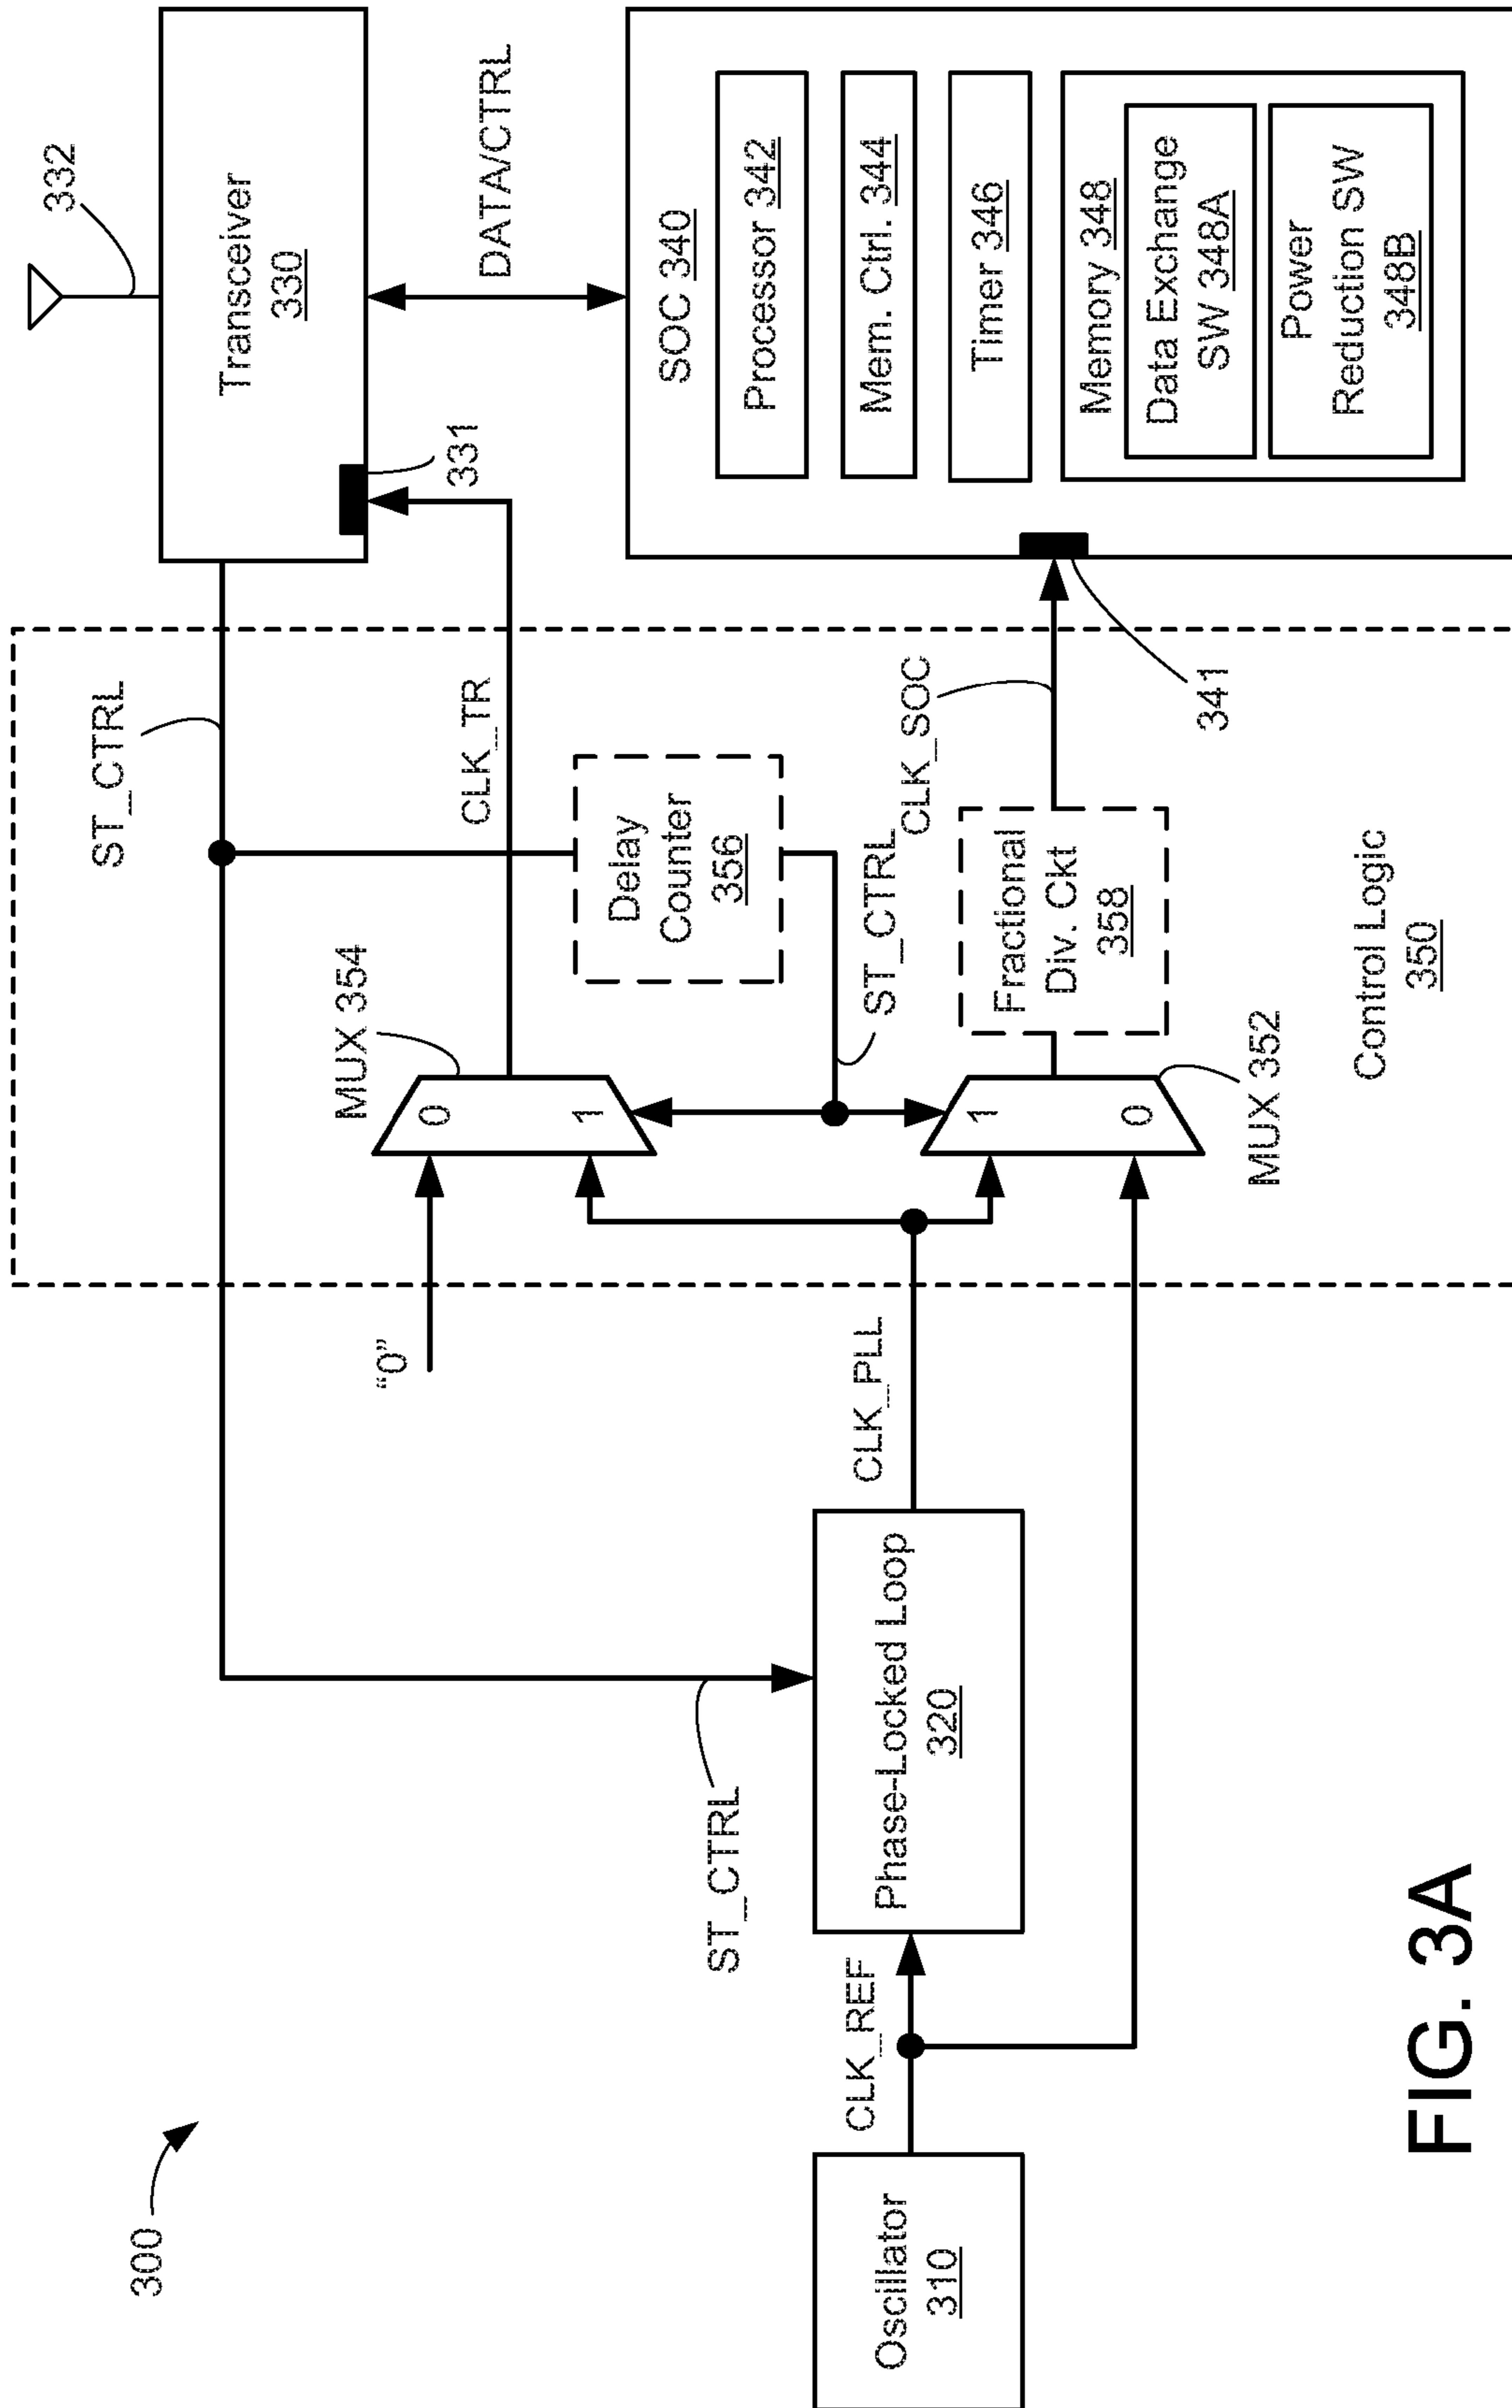 300
ST_CTRL
332
Transceiver
330
331
DATA/CTRL
CLK_TR
"0"
MUX 354
0
1
Delay
Counter
356
ST_CTRL
ST_CTRL
CLK_SOC
SOC 340
Processor 342
Mem. Ctrl. 344
Timer 346
Memory 348
Data Exchange
SW 348A
Power
Reduction SW
348B
Oscillator
310
CLK_REF
Phase-Locked Loop
320
CLK_PLL
1
0
MUX 352
Fractional
Div. Ckt
358
341
Control Logic
350
FIG. 3A